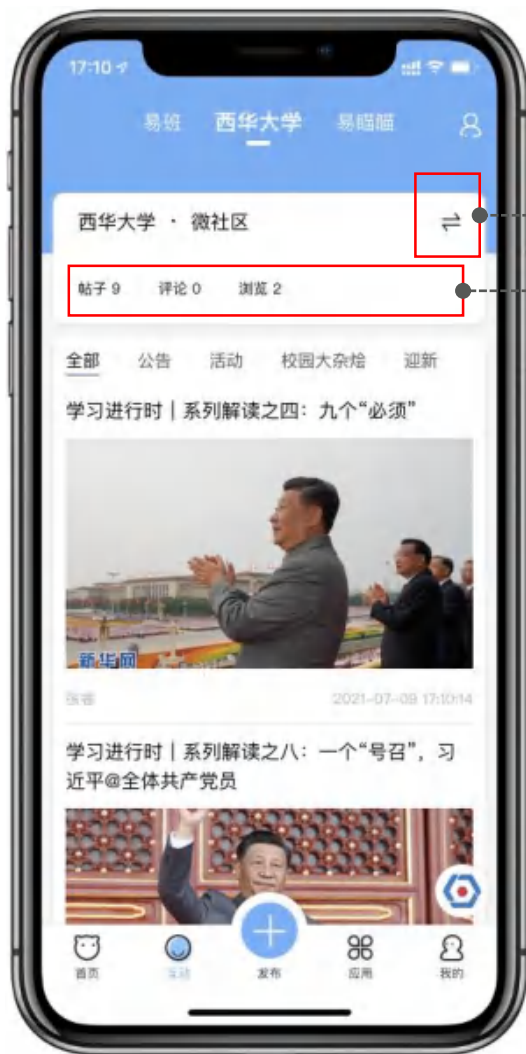 17:10
易班 西华大学 易瞄瞄
西华大学 · 微社区
帖子 9 评论 0 浏览 2
全部 公告 活动 校园大杂烩 迎新
学习进行时｜系列解读之四：九个“必须”
新华网
2021-07-09 17:10:14
学习进行时｜系列解读之八：一个“号召”，习
近平@全体共产党员
首页 互动 发布 应用 我的